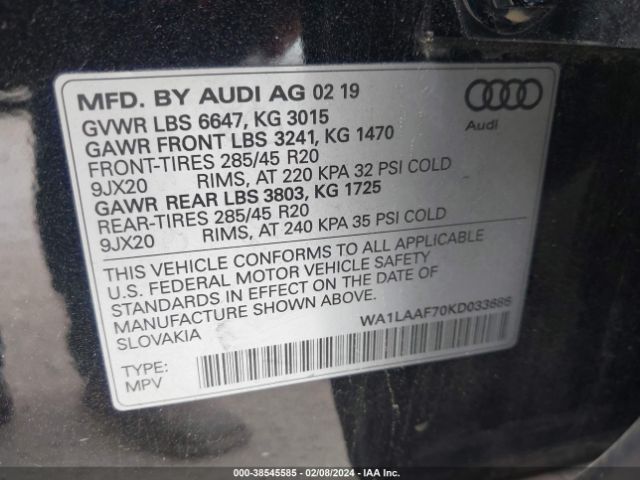 MFD. BY AUDI AG 02 19
GVWR LBS 6647, KG 3015
GAWR FRONT LBS 3241, KG 1470
FRONT-TIRES 285/45 R20
9JX20 RIMS, AT 220 KPA 32 PSI COLD
GAWR REAR LBS 3803, KG 1725
REAR-TIRES 285/45 R20
9JX20 RIMS, AT 240 KPA 35 PSI COLD
Audi
THIS VEHICLE CONFORMS TO ALL APPLICABLE
U.S. FEDERAL MOTOR VEHICLE SAFETY
STANDARDS IN EFFECT ON THE DATE OF
MANUFACTURE SHOWN ABOVE.
SLOVAKIA
WA1LAAF70KD033686
TYPE:
MPV
000-38545585 - 02/08/2024 - IAA Inc.